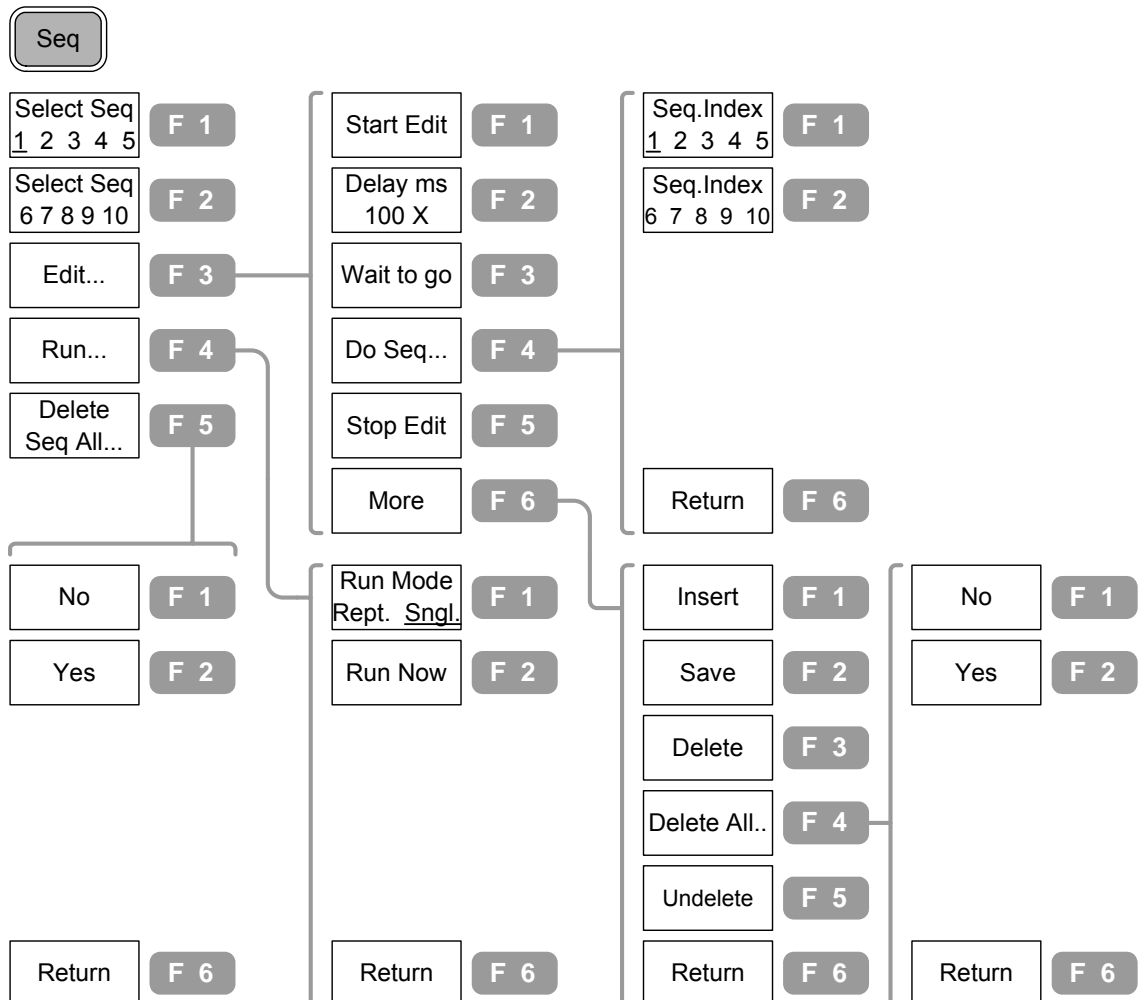 Seq
Select Seq
1 2 3 4 5
F 1
Select Seq
6 7 8 9 10
F 2
Edit...
F 3
Run...
F 4
Delete
Seq All...
F 5
Start Edit
F 1
Delay ms
100 X
F 2
Wait to go
F 3
Do Seq...
F 4
Stop Edit
F 5
More
F 6
Seq.Index
1 2 3 4 5
F 1
Seq.Index
6 7 8 9 10
F 2
Return
F 6
No
F 1
Yes
F 2
Return
F 6
Run Mode
Rept. Sngl.
F 1
Run Now
F 2
Return
F 6
Insert
F 1
Save
F 2
Delete
F 3
Delete All..
F 4
Undelete
F 5
Return
F 6
No
F 1
Yes
F 2
Return
F 6